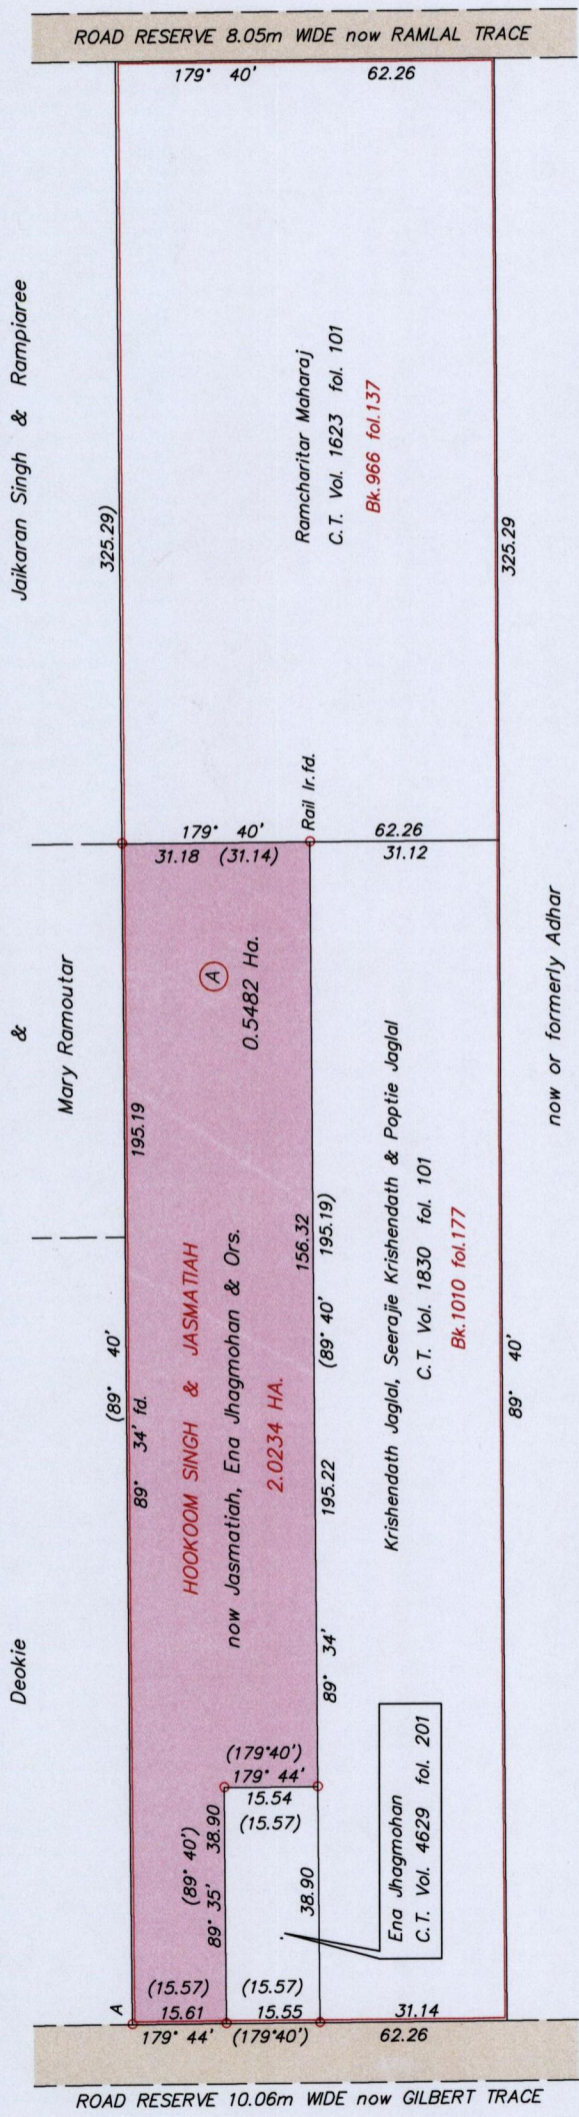 ROAD RESERVE 8.05m WIDE now RAMLAL TRACE
179° 40'
62.26
Jaikaran Singh & Rampiaree
325.29)
Ramcharitar Maharaj
C.T. Vol. 1623 fol. 101
Bk.966 fol.137
325.29
Rail Ir.fd.
179° 40'
31.18 (31.14)
62.26
31.12
&
Mary Ramoutar
A
0.5482 Ha.
195.19
now or formerly Adhar
(89° 40'
89° 34' fd.
HOOKOOM SINGH & JASMATIAH
now Jasmatiah, Ena Jhagmohan & Ors.
2.0234 HA.
156.32
89° 34' 195.22 (89° 40' 195.19)
Krishendath Jaglal, Seerajie Krishendath & Poptie Jaglal
C.T. Vol. 1830 fol. 101
Bk.1010 fol.177
89° 40'
Deokie
(179°40')
179° 44'
15.54
(15.57)
(89° 40')
89° 35' 38.90
38.90
Ena Jhagmohan
C.T. Vol. 4629 fol. 201
A
(15.57)
15.61
(15.57)
15.55
31.14
179° 44' (179°40')
62.26
ROAD RESERVE 10.06m WIDE now GILBERT TRACE